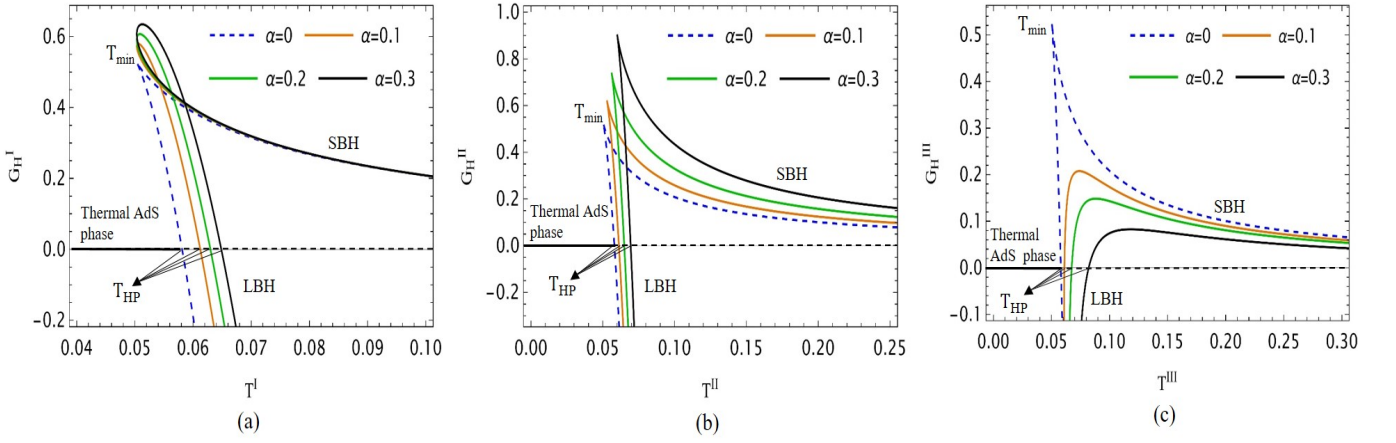 0.6
0.4
0.2
0.0
−0.2
G_H^I
α=0
α=0.1
α=0.2
α=0.3
T_min
SBH
Thermal AdS
phase
T_HP
LBH
0.04
0.05
0.06
0.07
0.08
0.09
0.10
T^I
(a)
1.0
0.8
0.6
0.4
0.2
0.0
−0.2
G_H^II
α=0
α=0.1
α=0.2
α=0.3
T_min
SBH
Thermal AdS
phase
T_HP
LBH
0.00
0.05
0.10
0.15
0.20
0.25
T^II
(b)
0.5
0.4
0.3
0.2
0.1
0.0
−0.1
G_H^III
T_min
α=0
α=0.1
α=0.2
α=0.3
SBH
Thermal
AdS phase
T_HP
LBH
0.00
0.05
0.10
0.15
0.20
0.25
0.30
T^III
(c)